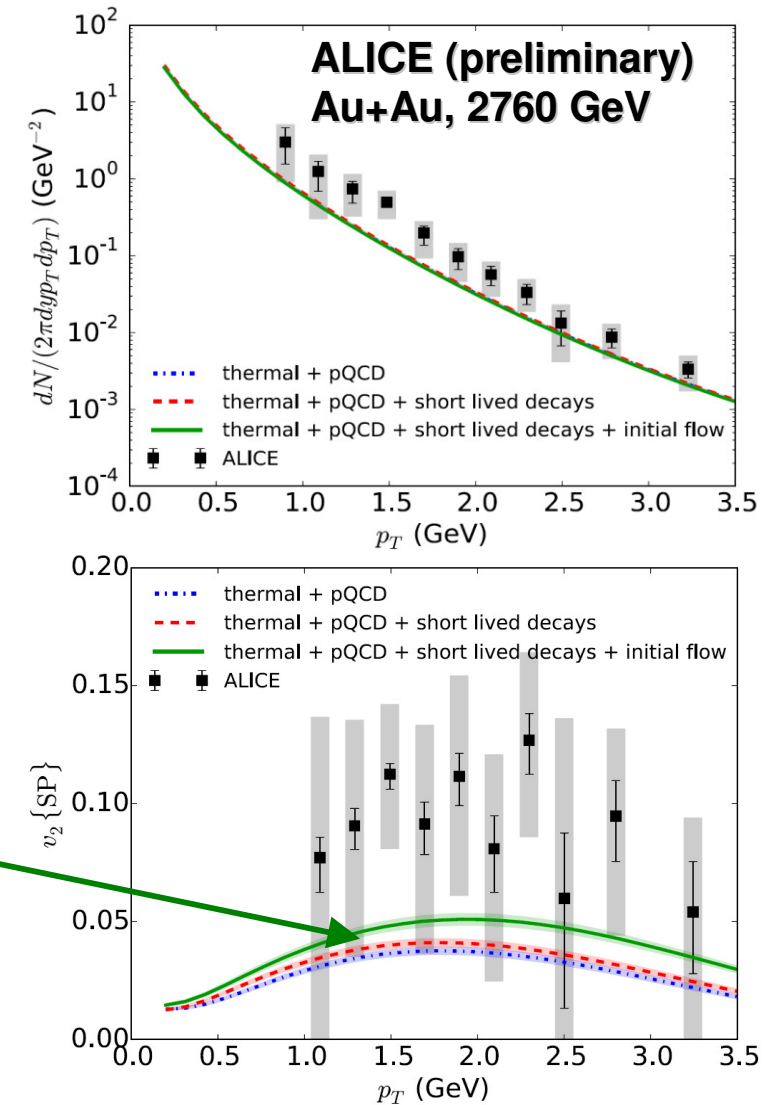 ALICE (preliminary)
Au+Au, 2760 GeV
10^2
10^1
10^0
10^-1
10^-2
10^-3
10^-4
dN/(2πdyp_T dp_T) (GeV^-2)
thermal + pQCD
thermal + pQCD + short lived decays
thermal + pQCD + short lived decays + initial flow
ALICE
0.0 0.5 1.0 1.5 2.0 2.5 3.0 3.5
p_T (GeV)
0.20
0.15
0.10
0.05
0.00
v_2{SP}
thermal + pQCD
thermal + pQCD + short lived decays
thermal + pQCD + short lived decays + initial flow
ALICE
0.0 0.5 1.0 1.5 2.0 2.5 3.0 3.5
p_T (GeV)